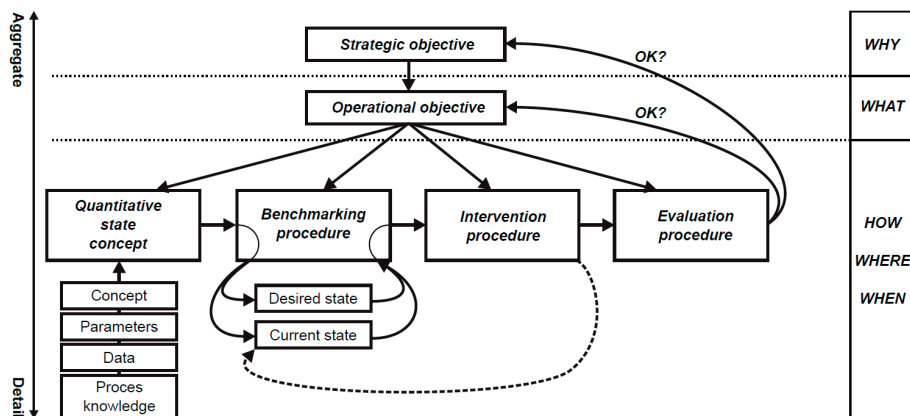 Aggregate
Strategic objective
OK?
WHY
Operational objective
OK?
WHAT
Quantitative
state
concept
Benchmarking
procedure
Intervention
procedure
Evaluation
procedure
HOW
WHERE
WHEN
Concept
Parameters
Data
Proces
knowledge
Desired state
Current state
Detail